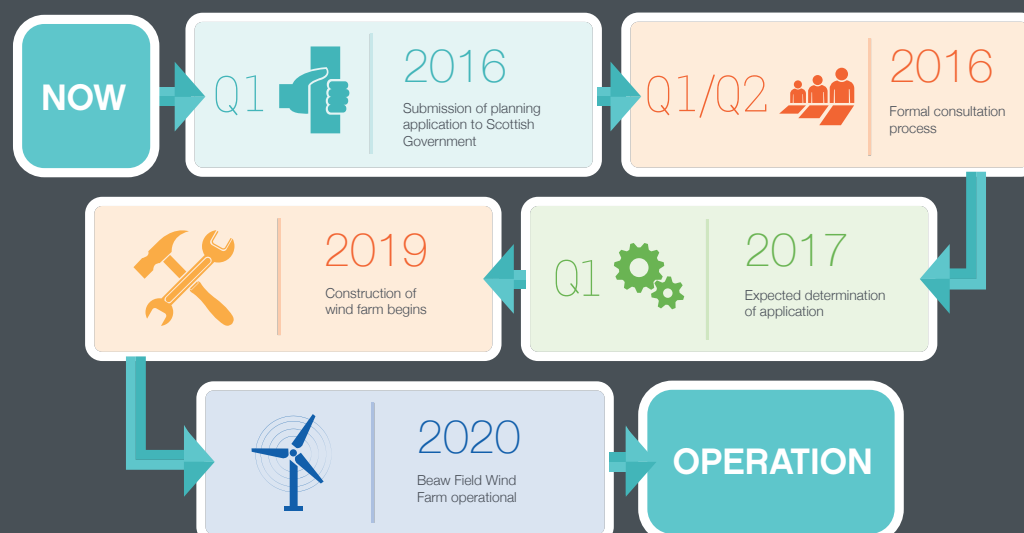 NOW
Q1
2016
Submission of planning
application to Scottish
Government
Q1/Q2
2016
Formal consultation
process
Q1
2017
Expected determination
of application
2019
Construction of
wind farm begins
2020
Beaw Field Wind
Farm operational
OPERATION